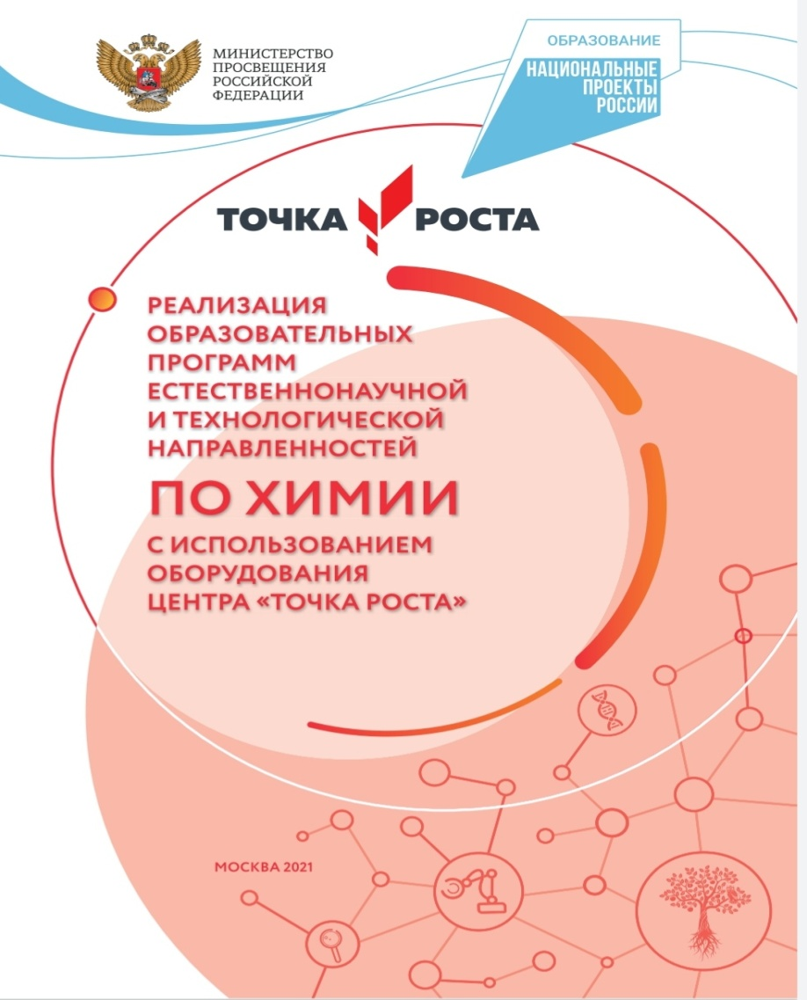 МИНИСТЕРСТВО
ПРОСВЕЩЕНИЯ
РОССИЙСКОЙ
ФЕДЕРАЦИИ
ОБРАЗОВАНИЕ
НАЦИОНАЛЬНЫЕ
ПРОЕКТЫ
РОССИИ
ТОЧКА РОСТА
РЕАЛИЗАЦИЯ
ОБРАЗОВАТЕЛЬНЫХ
ПРОГРАММ
ЕСТЕСТВЕННОНАУЧНОЙ
И ТЕХНОЛОГИЧЕСКОЙ
НАПРАВЛЕННОСТЕЙ
ПО ХИМИИ
С ИСПОЛЬЗОВАНИЕМ
ОБОРУДОВАНИЯ
ЦЕНТРА «ТОЧКА РОСТА»
МОСКВА 2021